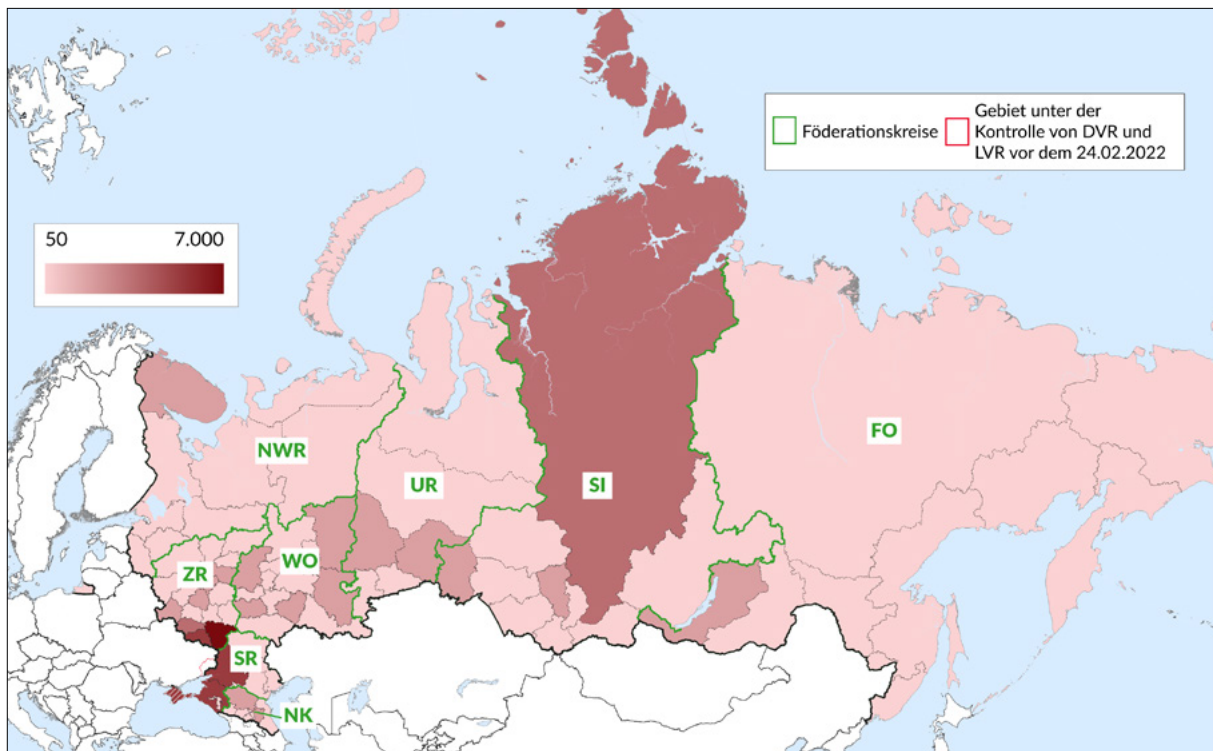 Föderationskreise
Gebiet unter der
Kontrolle von DVR und
LVR vor dem 24.02.2022
50 7.000
NWR
UR
SI
FO
ZR
WO
SR
NK